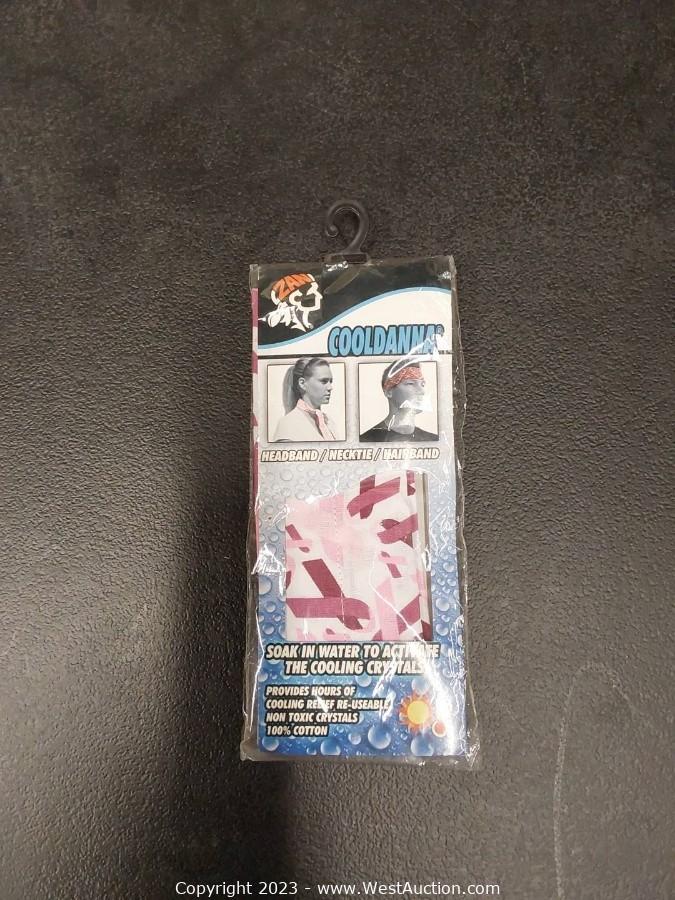 ZAN
COOLDANNA®
HEADBAND / NECKTIE / HAIRBAND
SOAK IN WATER TO ACTIVATE
THE COOLING CRYSTALS
PROVIDES HOURS OF
COOLING RELIEF RE-USEABLE
NON TOXIC CRYSTALS
100% COTTON
Copyright 2023 - www.WestAuction.com